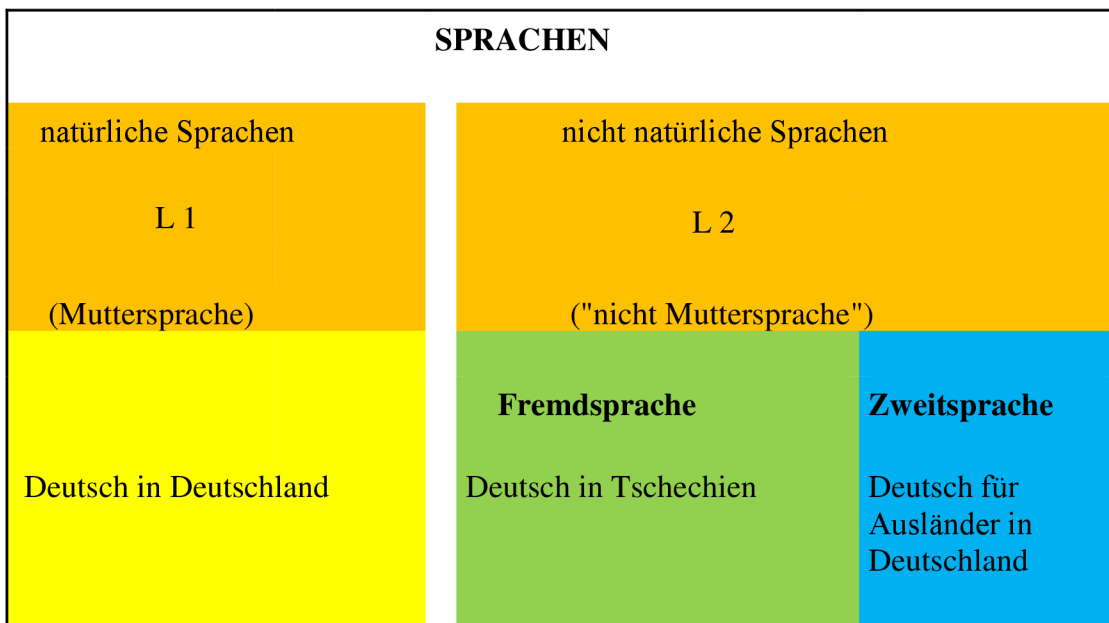 SPRACHEN
natürliche Sprachen
L 1
(Muttersprache)
Deutsch in Deutschland
nicht natürliche Sprachen
L 2
("nicht Muttersprache")
Fremdsprache
Deutsch in Tschechien
Zweitsprache
Deutsch für
Ausländer in
Deutschland